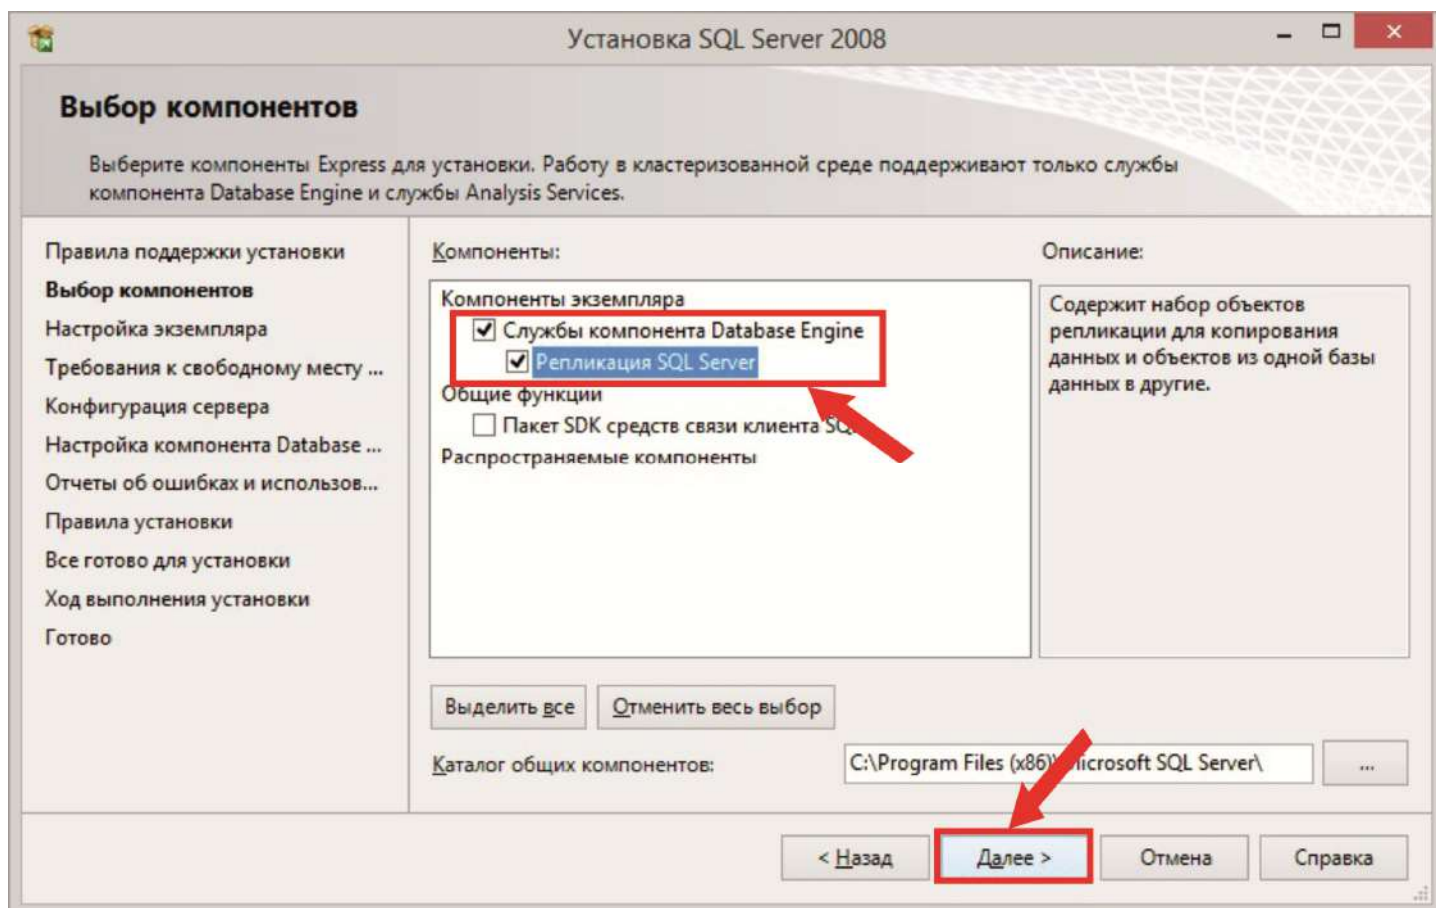 Установка SQL Server 2008
Выбор компонентов
Выберите компоненты Express для установки. Работу в кластеризованной среде поддерживают только службы
компонента Database Engine и службы Analysis Services.
Правила поддержки установки
Выбор компонентов
Настройка экземпляра
Требования к свободному месту ...
Конфигурация сервера
Настройка компонента Database ...
Отчеты об ошибках и использов...
Правила установки
Все готово для установки
Ход выполнения установки
Готово
Компоненты:
Компоненты экземпляра
Службы компонента Database Engine
Репликация SQL Server
Общие функции
Пакет SDK средств связи клиента
Распространяемые компоненты
Описание:
Содержит набор объектов
репликации для копирования
данных и объектов из одной базы
данных в другие.
Выделить все
Отменить весь выбор
Каталог общих компонентов:
C:\Program Files (x86)\Microsoft SQL Server\
...
< Назад
Далее >
Отмена
Справка